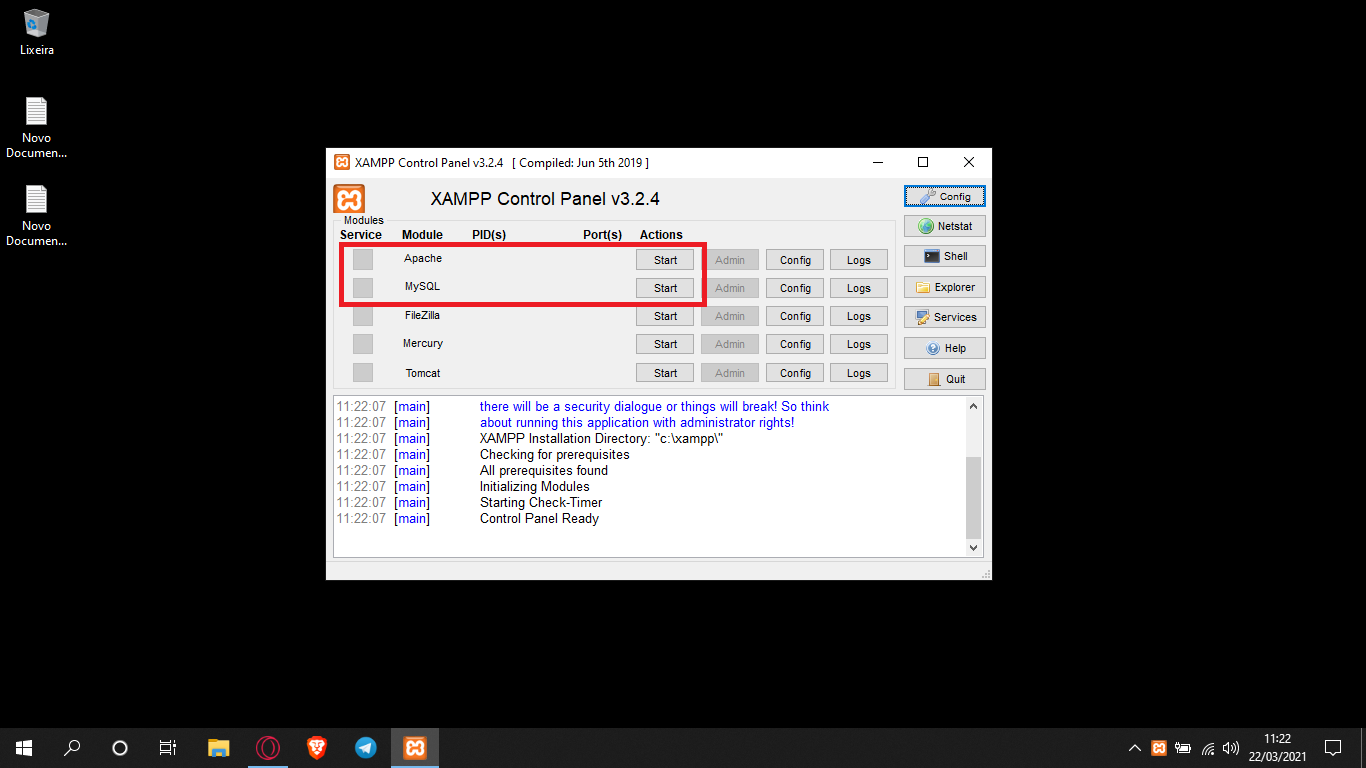 Lixeira
Novo
Documen...
Novo
Documen...
XAMPP Control Panel v3.2.4 [ Compiled: Jun 5th 2019 ]
XAMPP Control Panel v3.2.4
Config
Modules
Service Module PID(s) Port(s) Actions
Netstat
Apache Start Admin Config Logs
Shell
MySQL Start Admin Config Logs
Explorer
FileZilla Start Admin Config Logs
Services
Mercury Start Admin Config Logs
Help
Tomcat Start Admin Config Logs
Quit
11:22:07 [main] there will be a security dialogue or things will break! So think
11:22:07 [main] about running this application with administrator rights!
11:22:07 [main] XAMPP Installation Directory: "c:\xampp\"
11:22:07 [main] Checking for prerequisites
11:22:07 [main] All prerequisites found
11:22:07 [main] Initializing Modules
11:22:07 [main] Starting Check-Timer
11:22:07 [main] Control Panel Ready
11:22
22/03/2021